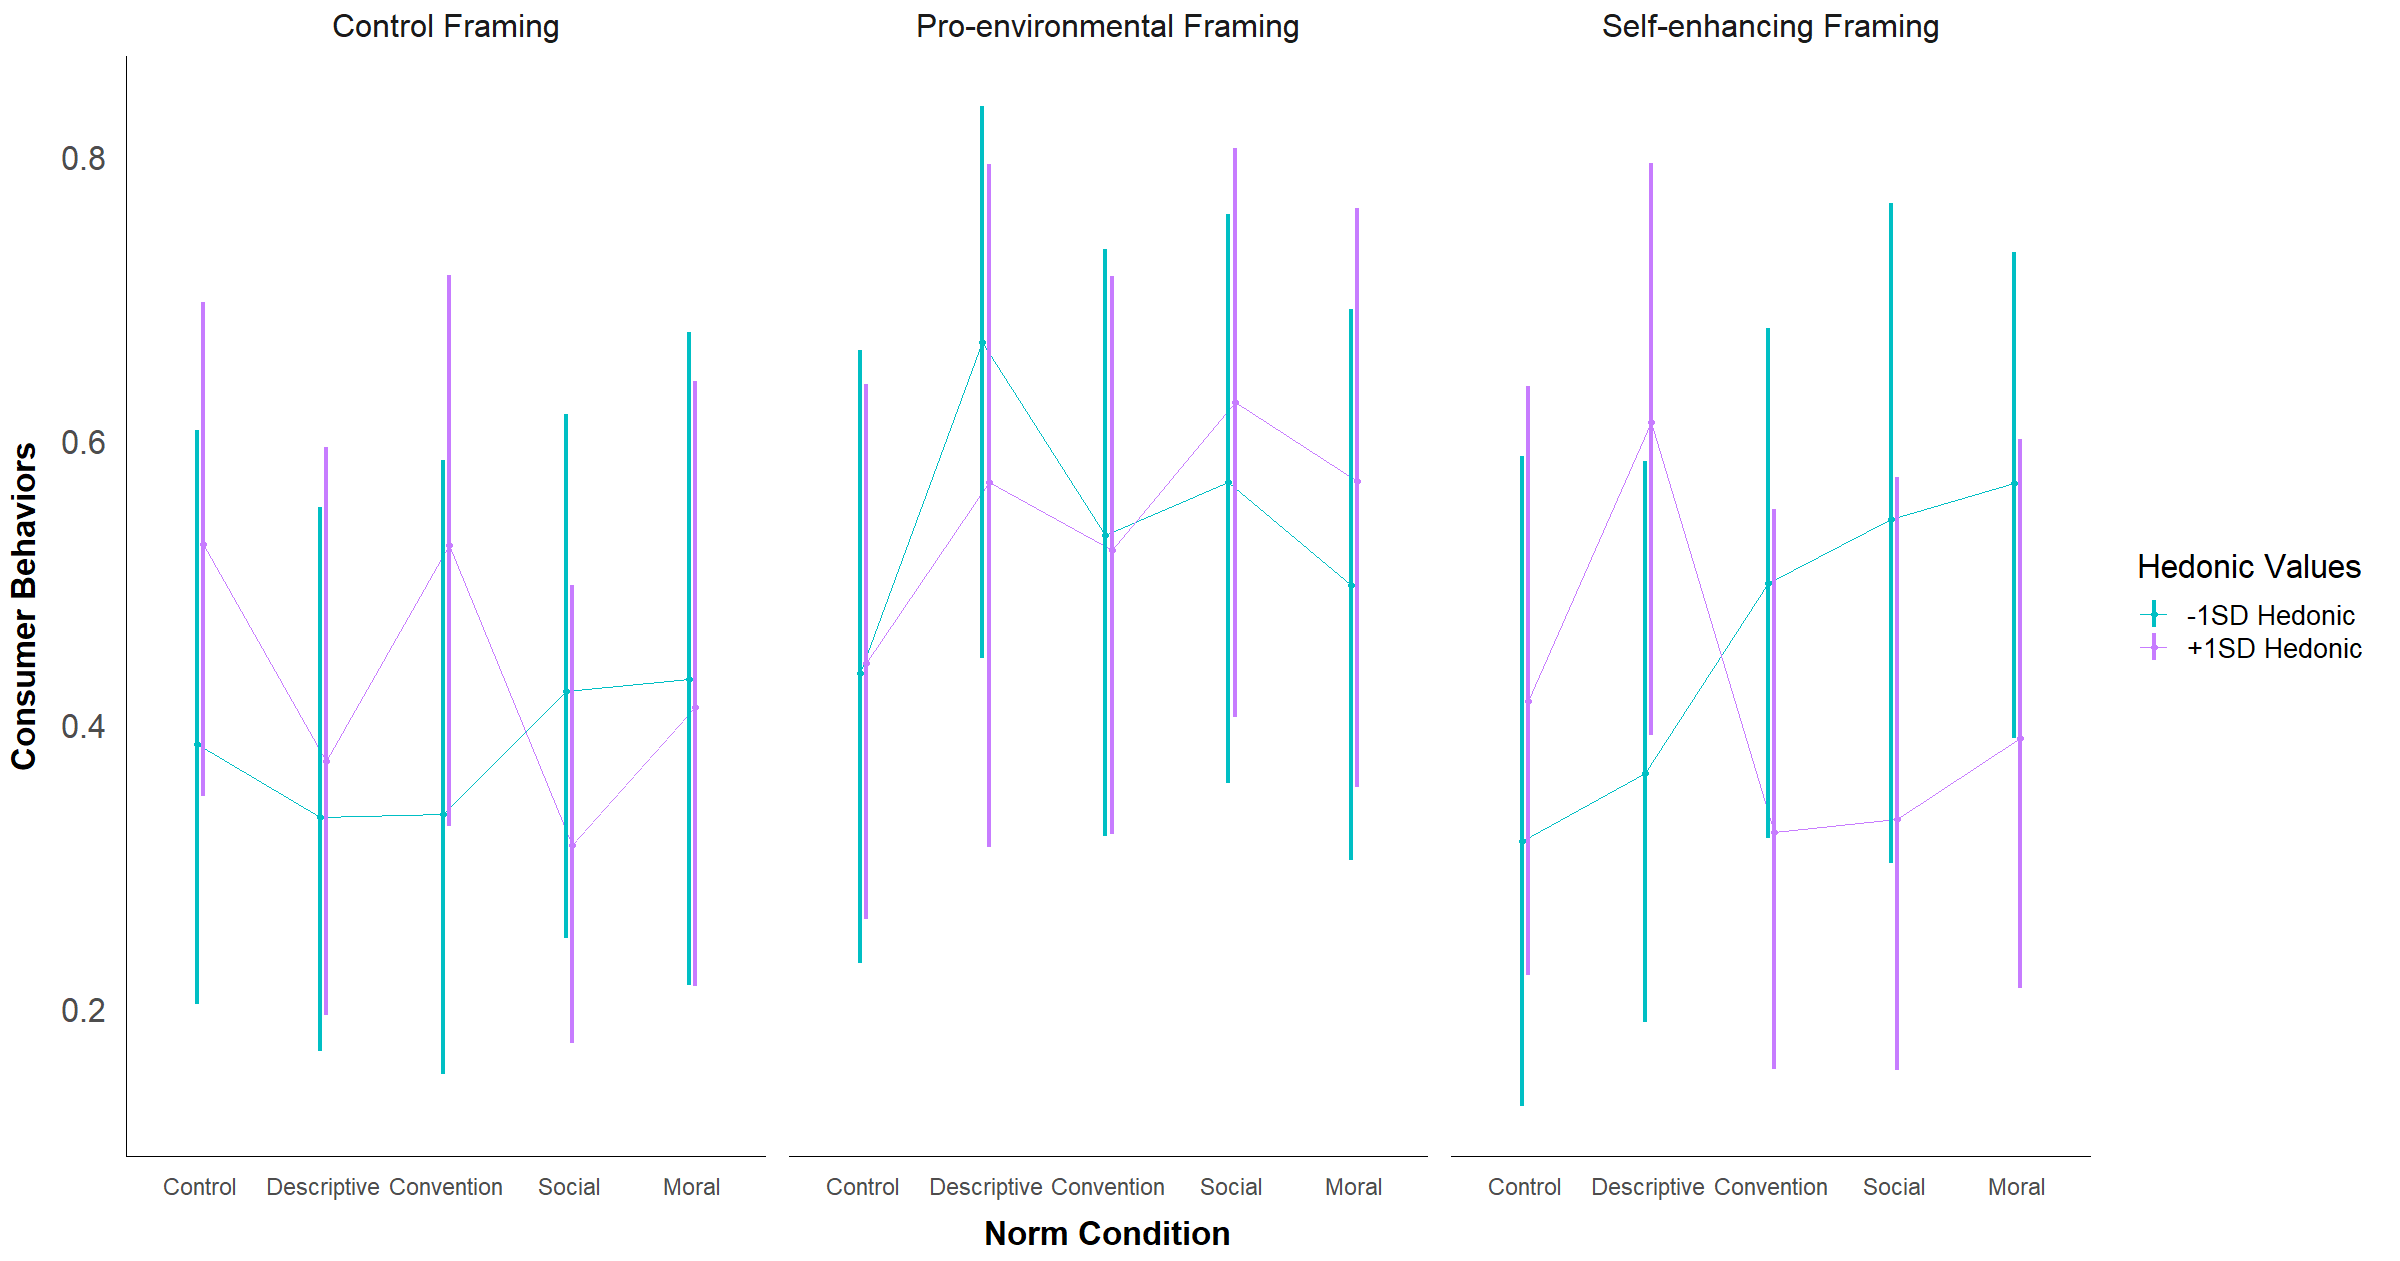 Control Framing
Pro-environmental Framing
Self-enhancing Framing
Consumer Behaviors
0.8
0.6
0.4
0.2
Control Descriptive Convention Social Moral
Control Descriptive Convention Social Moral
Control Descriptive Convention Social Moral
Norm Condition
Hedonic Values
-1SD Hedonic
+1SD Hedonic